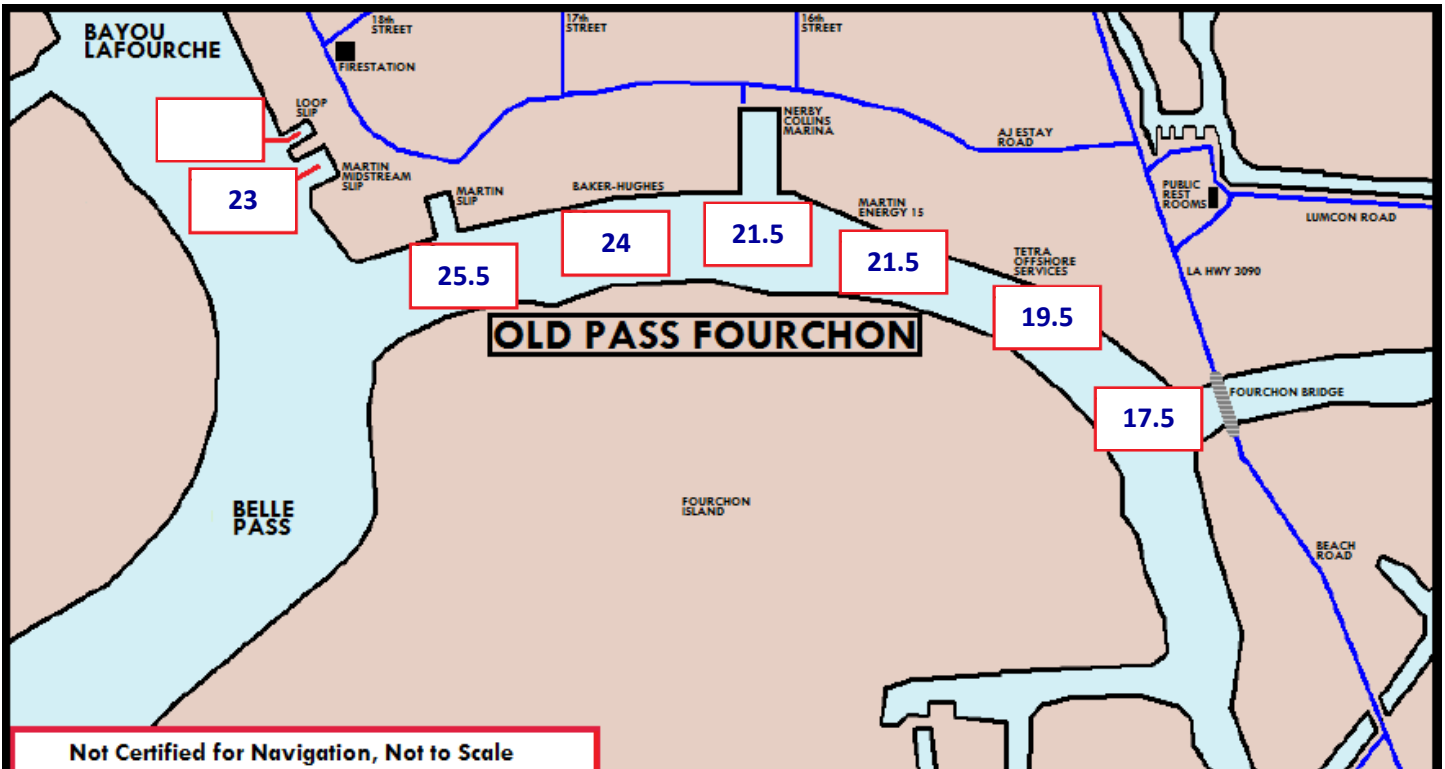 BAYOU
LAFOURCHE
18th
STREET
17th
STREET
16th
STREET
FIRESTATION
LOOP
SLIP
NERBY
COLLINS
MARINA
AJ ESTAY
ROAD
MARTIN
MIDSTREAM
SLIP
23
MARTIN
SLIP
BAKER-HUGHES
MARTIN
ENERGY 15
PUBLIC
REST
ROOMS
LUMCON ROAD
25.5
24
21.5
21.5
TETRA
OFFSHORE
SERVICES
19.5
LA HWY 3090
OLD PASS FOURCHON
17.5
FOURCHON BRIDGE
BELLE
PASS
FOURCHON
ISLAND
BEACH
ROAD
Not Certified for Navigation, Not to Scale